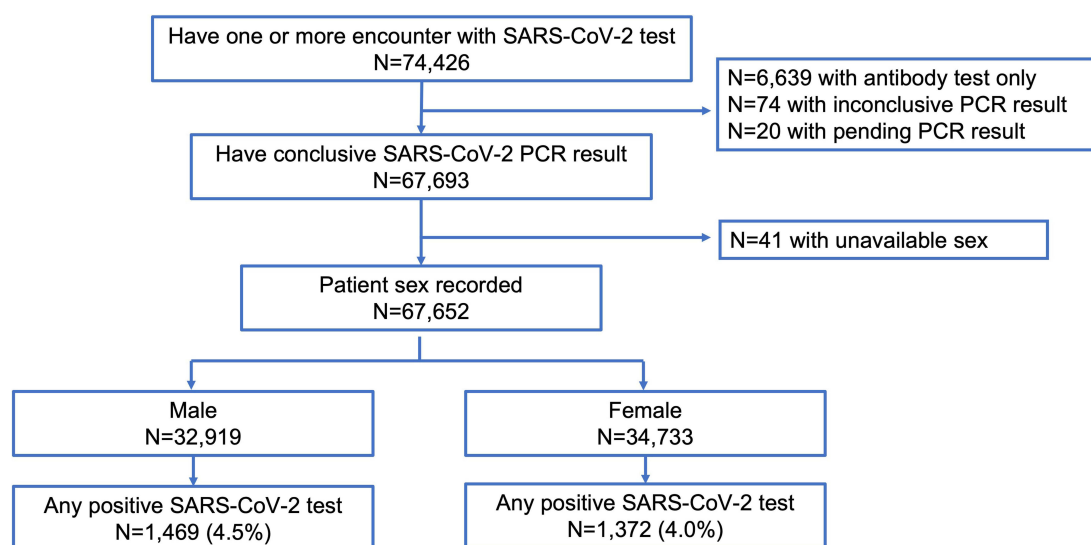 Have one or more encounter with SARS-CoV-2 test
N=74,426
N=6,639 with antibody test only
N=74 with inconclusive PCR result
N=20 with pending PCR result
Have conclusive SARS-CoV-2 PCR result
N=67,693
N=41 with unavailable sex
Patient sex recorded
N=67,652
Male
N=32,919
Female
N=34,733
Any positive SARS-CoV-2 test
N=1,469 (4.5%)
Any positive SARS-CoV-2 test
N=1,372 (4.0%)